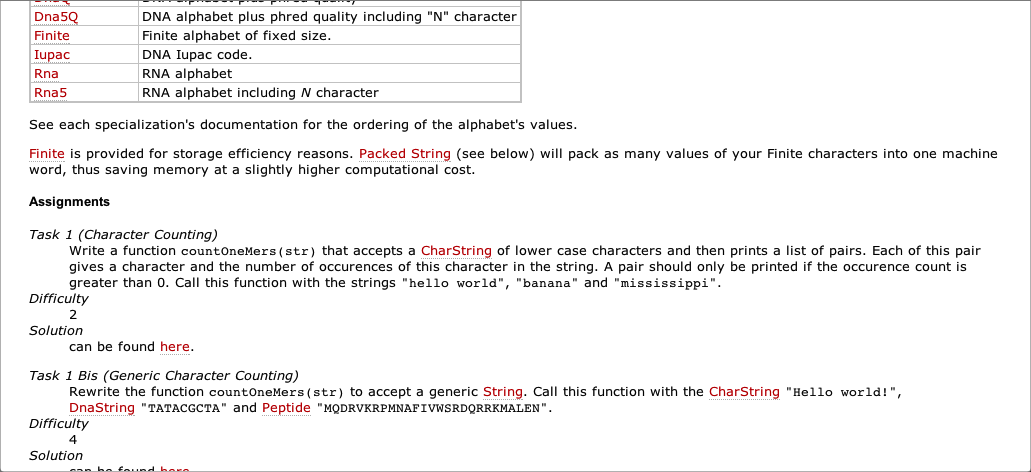 Dna5Q DNA alphabet plus phred quality including "N" character
Finite Finite alphabet of fixed size.
Iupac DNA Iupac code.
Rna RNA alphabet
Rna5 RNA alphabet including N character
See each specialization's documentation for the ordering of the alphabet's values.
Finite is provided for storage efficiency reasons. Packed String (see below) will pack as many values of your Finite characters into one machine
word, thus saving memory at a slightly higher computational cost.
Assignments
Task 1 (Character Counting)
Write a function countOneMers(str) that accepts a CharString of lower case characters and then prints a list of pairs. Each of this pair
gives a character and the number of occurences of this character in the string. A pair should only be printed if the occurence count is
greater than 0. Call this function with the strings "hello world", "banana" and "mississippi".
Difficulty
2
Solution
can be found here.
Task 1 Bis (Generic Character Counting)
Rewrite the function countOneMers(str) to accept a generic String. Call this function with the CharString "Hello world!",
DnaString "TATACGCTA" and Peptide "MQDRVKRPMNAFIVWSRDQRRKMALEN".
Difficulty
4
Solution
can be found here.